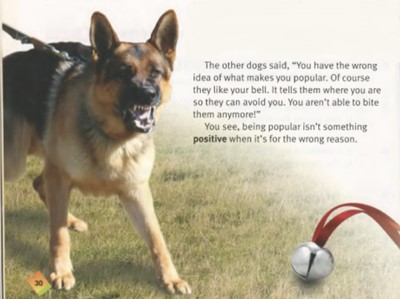 The other dogs said, “You have the wrong
idea of what makes you popular. Of course
they like your bell. It tells them where you are
so they can avoid you. You aren’t able to bite
them anymore!”
You see, being popular isn’t something
positive when it’s for the wrong reason.
30